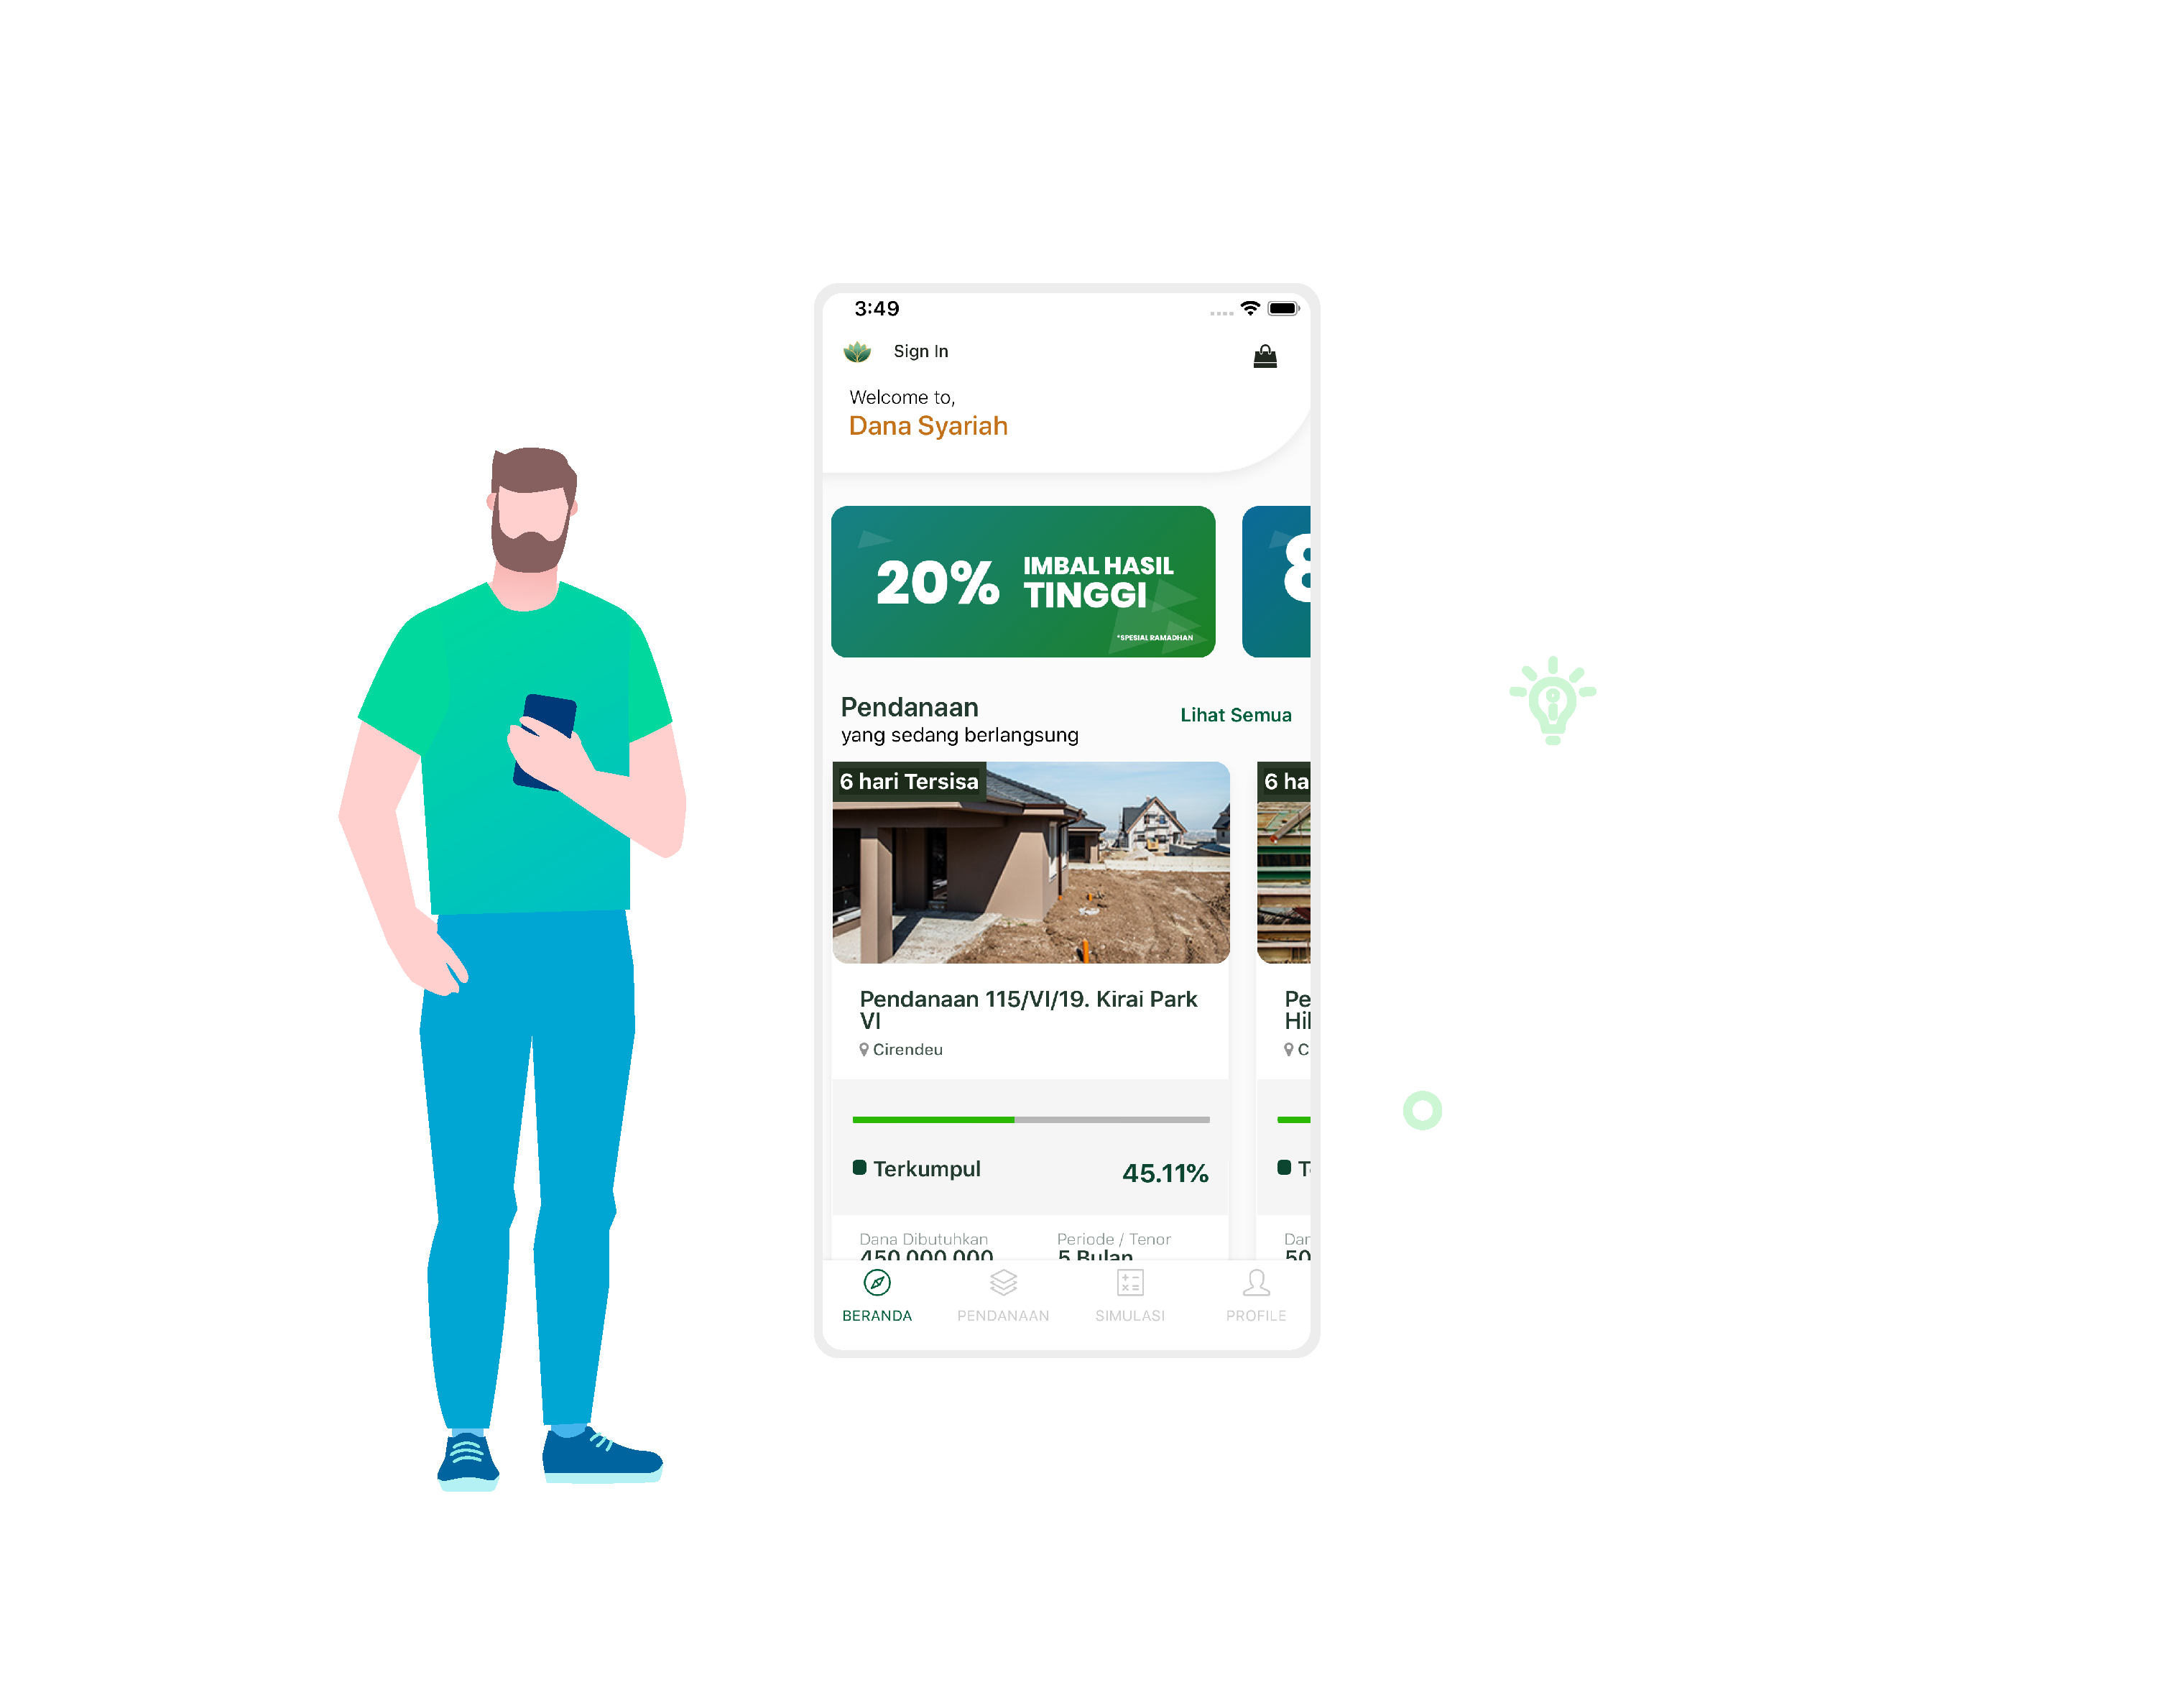 3:49
Sign In
Welcome to,
Dana Syariah
20% IMBAL HASIL
TINGGI
*SPESIAL RAMADHAN
8
Pendanaan
Lihat Semua
yang sedang berlangsung
6 hari Tersisa
6 ha
Pendanaan 115/VI/19. Kirai Park
VI
Cirendeu
Pe
Hil
C
Terkumpul
45.11%
T
Dana Dibutuhkan
450.000.000
Periode / Tenor
5 Bulan
Dar
50
BERANDA
PENDANAAN
SIMULASI
PROFILE